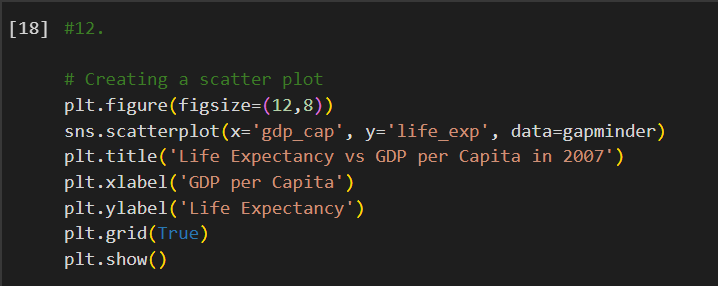 [18] #12.
# Creating a scatter plot
plt.figure(figsize=(12,8))
sns.scatterplot(x='gdp_cap', y='life_exp', data=gapminder)
plt.title('Life Expectancy vs GDP per Capita in 2007')
plt.xlabel('GDP per Capita')
plt.ylabel('Life Expectancy')
plt.grid(True)
plt.show()